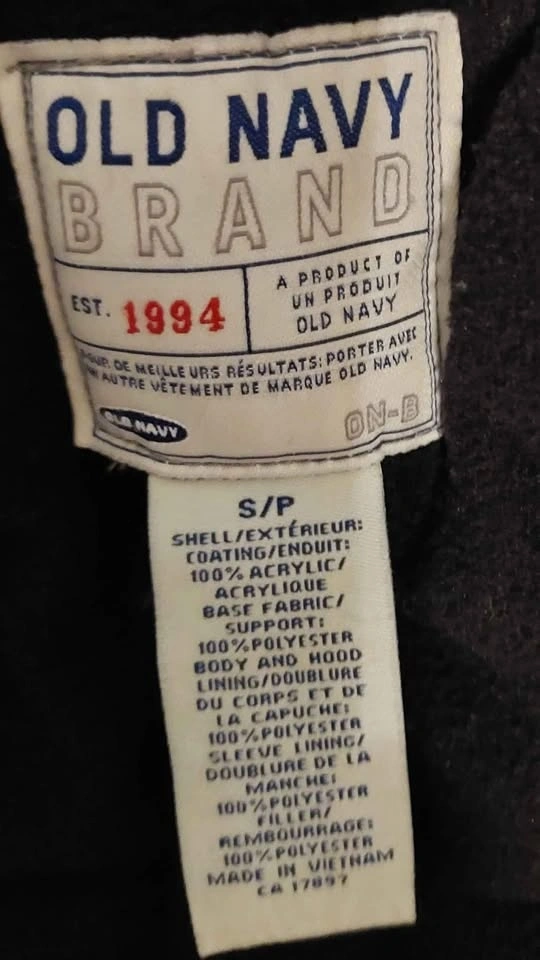 OLD NAVY
BRAND
EST. 1994
A PRODUCT OF
UN PRODUIT
OLD NAVY
POUR DE MEILLEURS RÉSULTATS: PORTER AVEC
UN AUTRE VÊTEMENT DE MARQUE OLD NAVY.
OLD NAVY
ON-B
S/P
SHELL/EXTÉRIEUR:
COATING/ENDUIT:
100% ACRYLIC/
ACRYLIQUE
BASE FABRIC/
SUPPORT:
100%POLYESTER
BODY AND HOOD
LINING/DOUBLURE
DU CORPS ET DE
LA CAPUCHE:
100%POLYESTER
SLEEVE LINING/
DOUBLURE DE LA
MANCHE:
100%POLYESTER
FILLER/
REMBOURRAGE:
100%POLYESTER
MADE IN VIETNAM
CA 17897